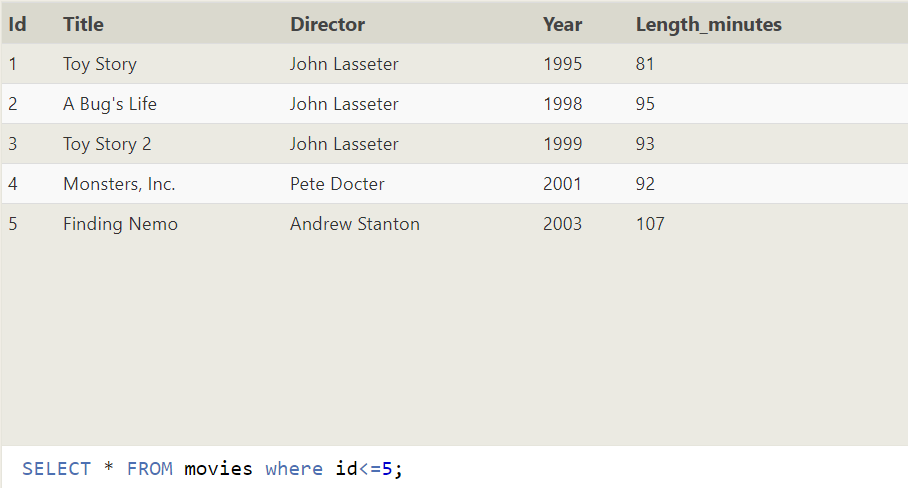 Id Title Director Year Length_minutes
1 Toy Story John Lasseter 1995 81
2 A Bug's Life John Lasseter 1998 95
3 Toy Story 2 John Lasseter 1999 93
4 Monsters, Inc. Pete Docter 2001 92
5 Finding Nemo Andrew Stanton 2003 107
SELECT * FROM movies where id<=5;